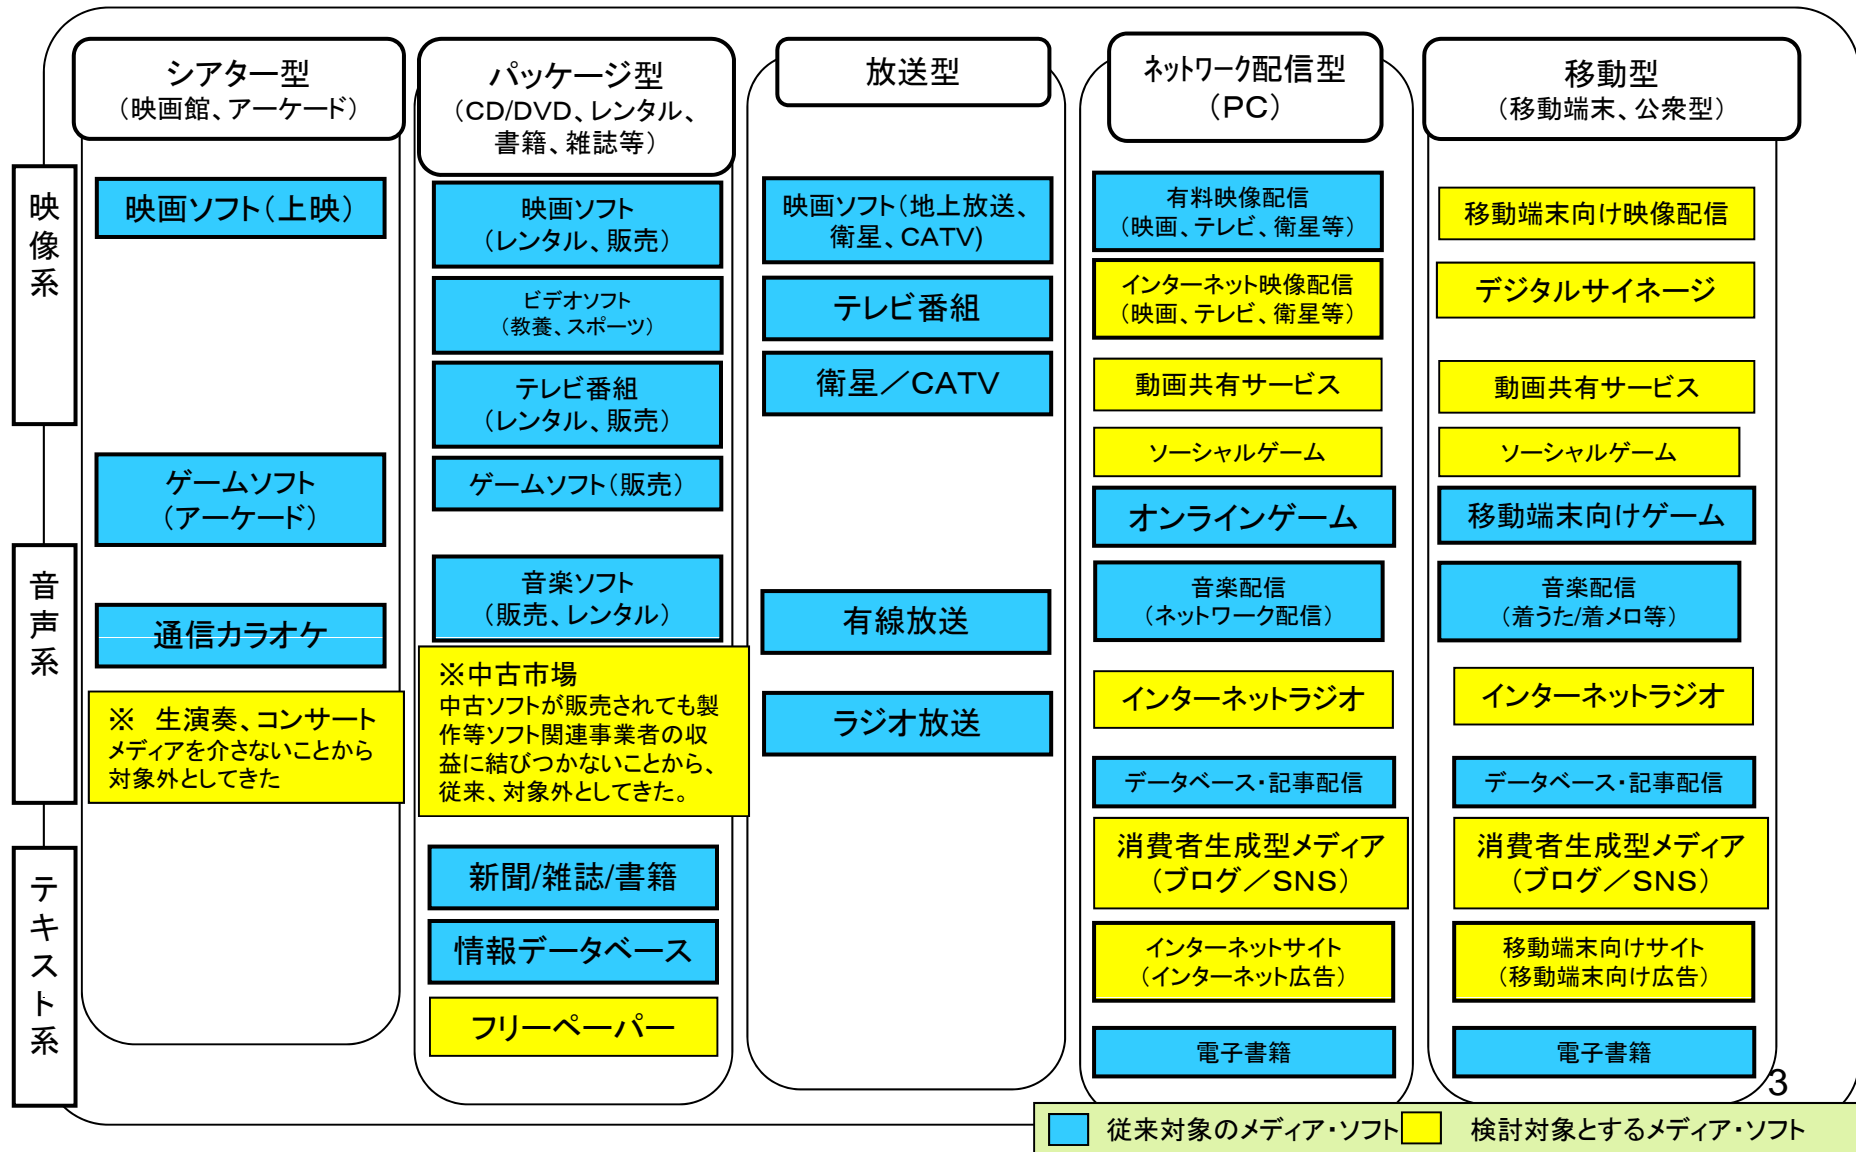 シアター型
（映画館、アーケード）
パッケージ型
（CD/DVD、レンタル、
書籍、雑誌等）
放送型
ネットワーク配信型
（PC）
移動型
（移動端末、公衆型）
映像系
音声系
テキスト系
映画ソフト（上映）
ゲームソフト
（アーケード）
通信カラオケ
※　生演奏、コンサート
メディアを介さないことから
対象外としてきた
映画ソフト
（レンタル、販売）
ビデオソフト
（教養、スポーツ）
テレビ番組
（レンタル、販売）
ゲームソフト（販売）
音楽ソフト
（販売、レンタル）
※中古市場
中古ソフトが販売されても製
作等ソフト関連事業者の収
益に結びつかないことから、
従来、対象外としてきた。
新聞/雑誌/書籍
情報データベース
フリーペーパー
映画ソフト（地上放送、
衛星、CATV)
テレビ番組
衛星／CATV
有線放送
ラジオ放送
有料映像配信
（映画、テレビ、衛星等）
インターネット映像配信
（映画、テレビ、衛星等）
動画共有サービス
ソーシャルゲーム
オンラインゲーム
音楽配信
（ネットワーク配信）
インターネットラジオ
データベース・記事配信
消費者生成型メディア
（ブログ／SNS）
インターネットサイト
（インターネット広告）
電子書籍
移動端末向け映像配信
デジタルサイネージ
動画共有サービス
ソーシャルゲーム
移動端末向けゲーム
音楽配信
（着うた/着メロ等）
インターネットラジオ
データベース・記事配信
消費者生成型メディア
（ブログ／SNS）
移動端末向けサイト
（移動端末向け広告）
電子書籍
3
従来対象のメディア・ソフト
検討対象とするメディア・ソフト